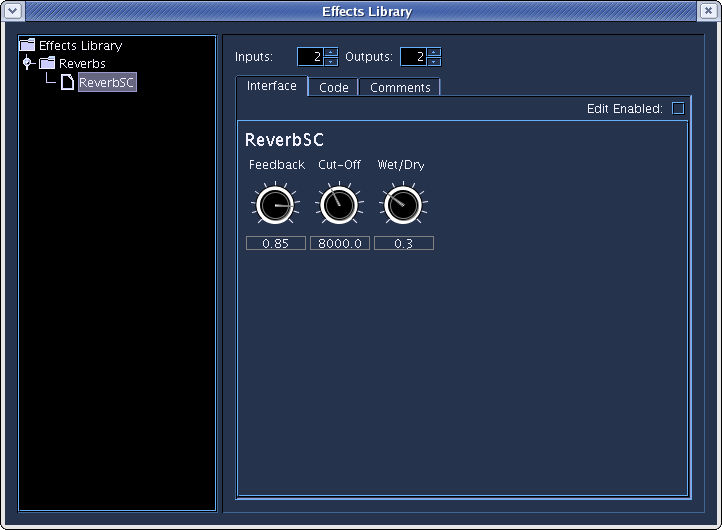 Effects Library
Effects Library
Reverbs
ReverbSC
Inputs: 2 Outputs: 2
Interface Code Comments
Edit Enabled:
ReverbSC
Feedback Cut-Off Wet/Dry
0.85 8000.0 0.3